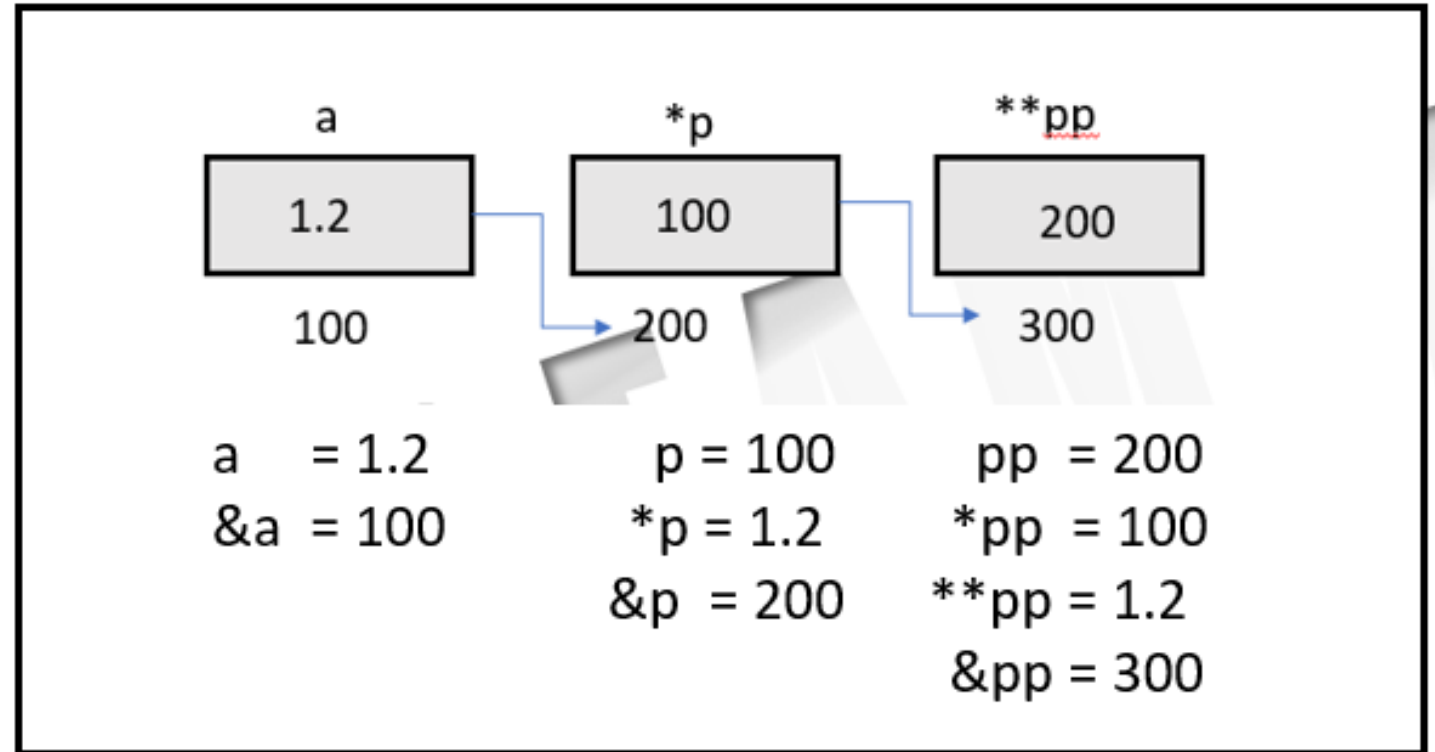 a *p **pp
1.2 100 200
100 200 300
a = 1.2 p = 100 pp = 200
&a = 100 *p = 1.2 *pp = 100
&p = 200 **pp = 1.2
&pp = 300